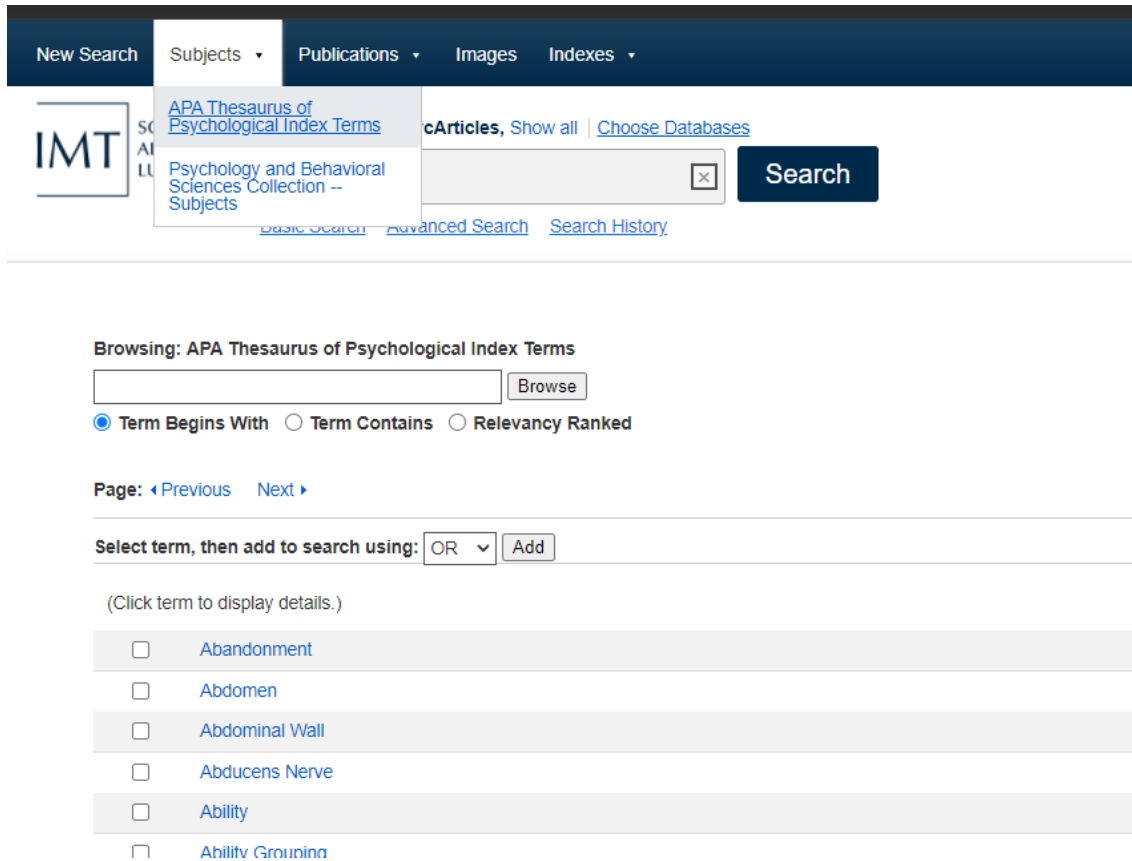 New Search Subjects Publications Images Indexes
APA Thesaurus of
Psychological Index Terms
Psychology and Behavioral
Sciences Collection --
Subjects
IMT
rcArticles, Show all | Choose Databases
Search
Basic Search Advanced Search Search History
Browsing: APA Thesaurus of Psychological Index Terms
Browse
Term Begins With Term Contains Relevancy Ranked
Page: Previous Next
Select term, then add to search using: OR Add
(Click term to display details.)
Abandonment
Abdomen
Abdominal Wall
Abducens Nerve
Ability
Ability Grouping